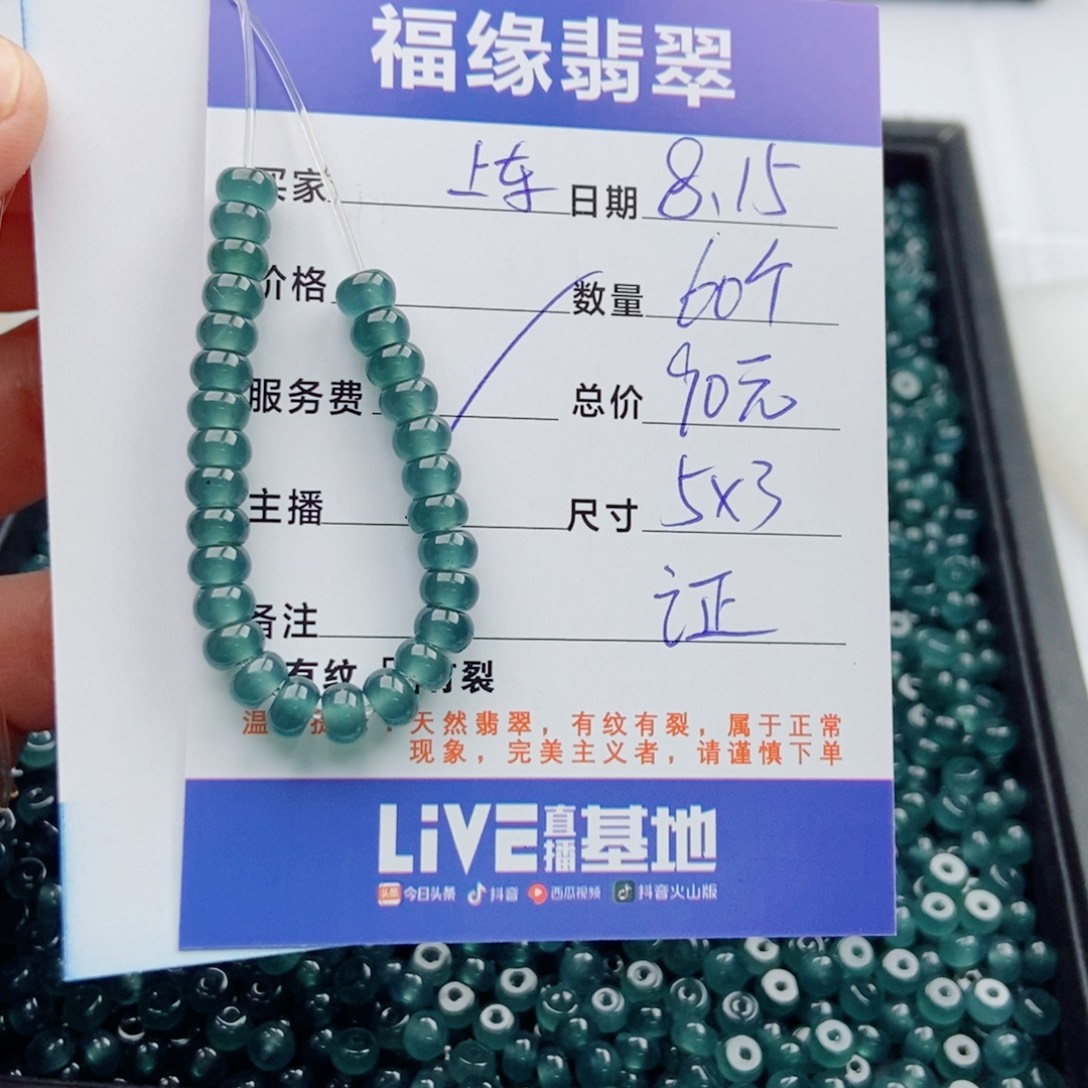 福缘翡翠
买家 上车 日期 8.15
价格 数量 60个
服务费 总价 90元
主播 尺寸 5x3
备注 证
有纹 有裂
温 提 : 天然翡翠，有纹有裂，属于正常
现象，完美主义者，请谨慎下单
LiVE直播基地
头条 今日头条 抖音 西瓜视频 抖音火山版